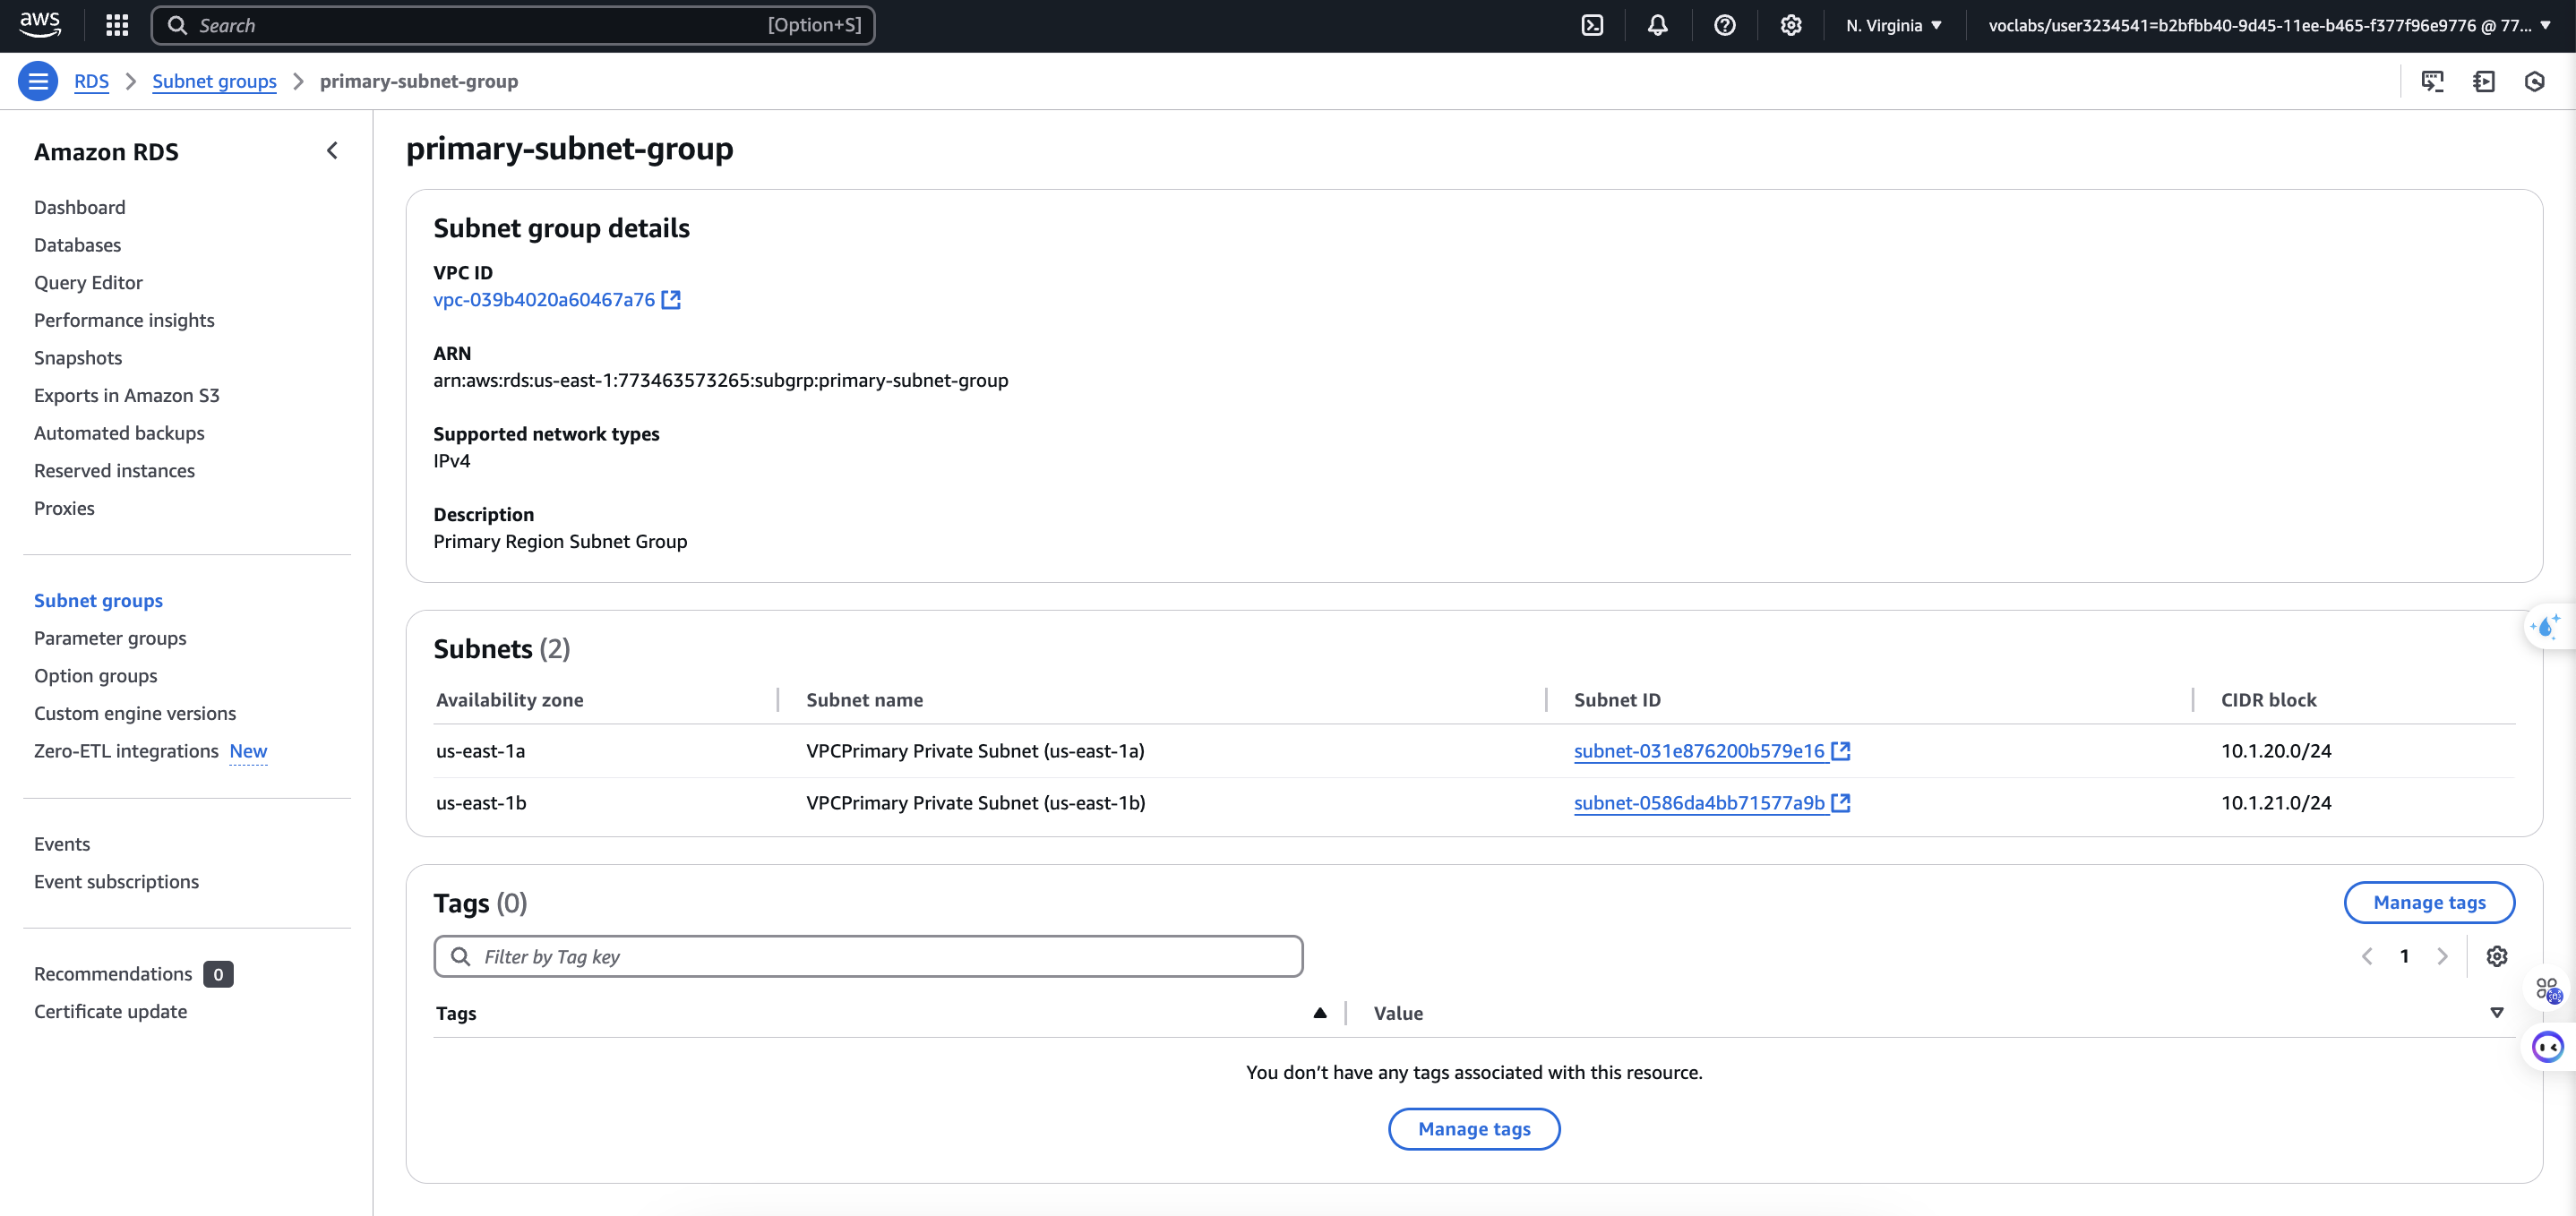 aws
Search [Option+S]
N. Virginia
voclabs/user3234541=b2bfbb40-9d45-11ee-b465-f377f96e9776 @ 77...
RDS
Subnet groups
primary-subnet-group
Amazon RDS
Dashboard
Databases
Query Editor
Performance insights
Snapshots
Exports in Amazon S3
Automated backups
Reserved instances
Proxies
Subnet groups
Parameter groups
Option groups
Custom engine versions
Zero-ETL integrations New
Events
Event subscriptions
Recommendations 0
Certificate update
primary-subnet-group
Subnet group details
VPC ID
vpc-039b4020a60467a76
ARN
arn:aws:rds:us-east-1:773463573265:subgrp:primary-subnet-group
Supported network types
IPv4
Description
Primary Region Subnet Group
Subnets (2)
Availability zone Subnet name Subnet ID CIDR block
us-east-1a VPCPrimary Private Subnet (us-east-1a) subnet-031e876200b579e16 10.1.20.0/24
us-east-1b VPCPrimary Private Subnet (us-east-1b) subnet-0586da4bb71577a9b 10.1.21.0/24
Tags (0)
Manage tags
Filter by Tag key
1
Tags Value
You don’t have any tags associated with this resource.
Manage tags